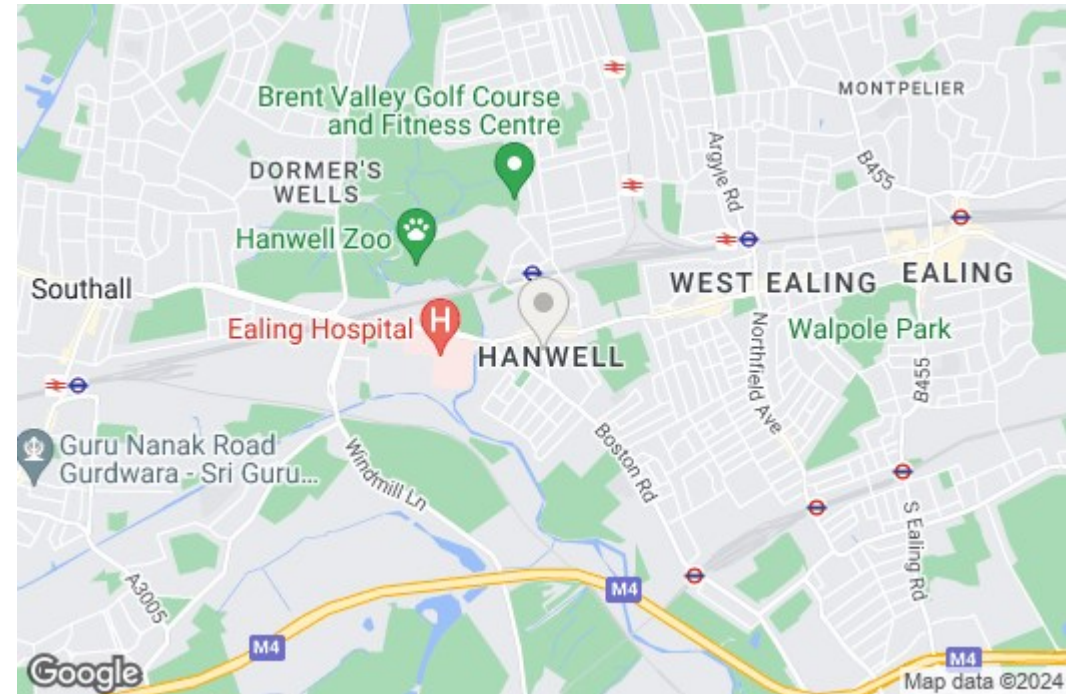 MONTPELIER
Brent Valley Golf Course
and Fitness Centre
Argyle Rd
B455
DORMER'S
WELLS
Hanwell Zoo
Southall
WEST EALING
EALING
Ealing Hospital
H
HANWELL
Walpole Park
Northfield Ave
B455
Guru Nanak Road
Gurdwara - Sri Guru...
Windmill Ln
Boston Rd
S Ealing Rd
A3005
M4
M4
M4
Google
Map data ©2024